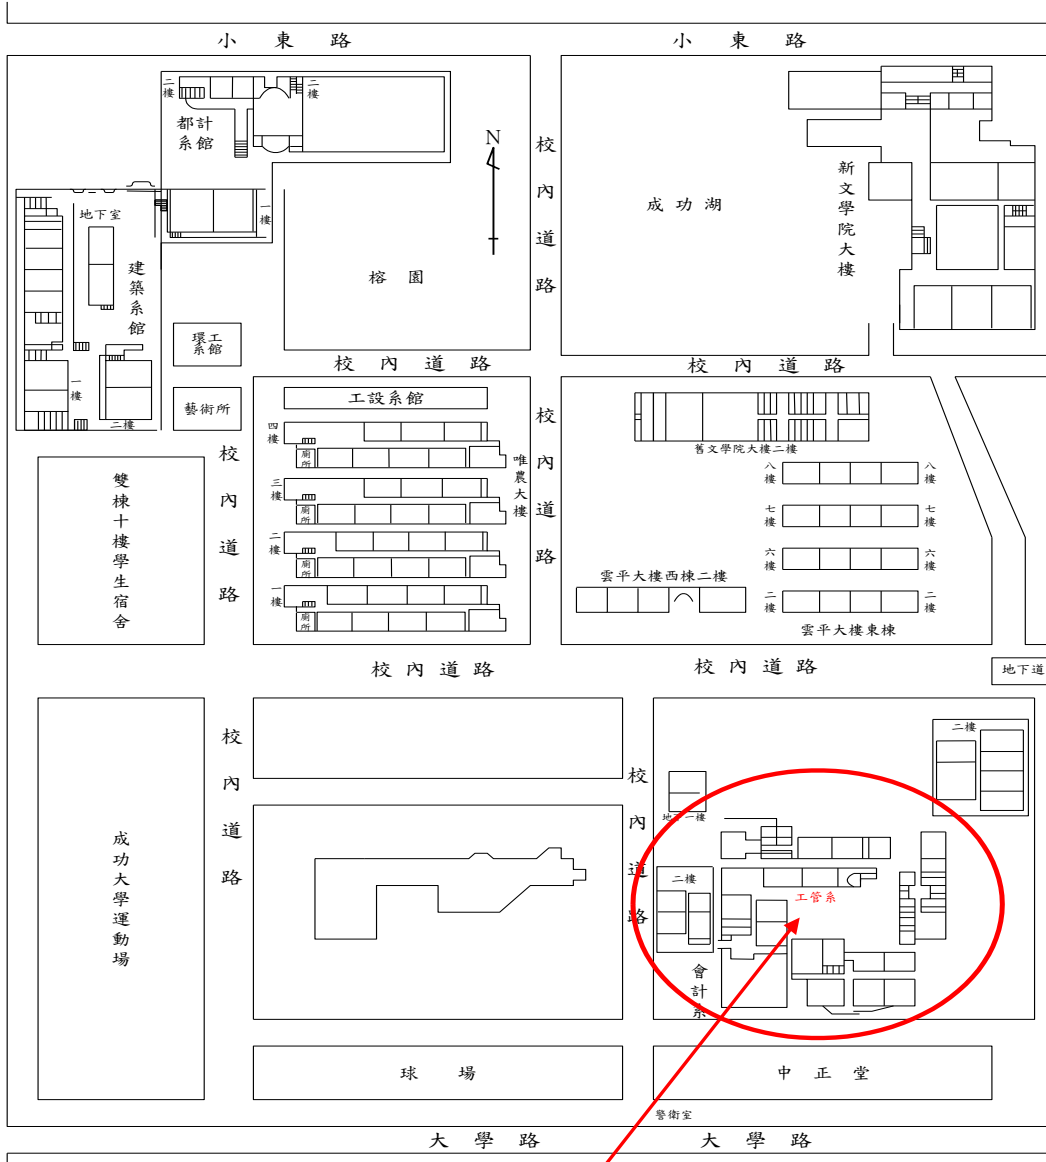 小東路
小東路
二樓
二樓
都計系館
N
校內道路
成功湖
新文學院大樓
地下室
一樓
建築系館
榕園
環工系館
校內道路
校內道路
一樓
藝術所
二樓
工設系館
校內道路
四樓
廁所
唯農大樓
三樓
廁所
二樓
廁所
一樓
廁所
校內道路
舊文學院大樓二樓
八樓
八樓
七樓
七樓
六樓
六樓
二樓
二樓
雲平大樓西棟二樓
雲平大樓東棟
雙棟十樓學生宿舍
校內道路
校內道路
地下道
校內道路
校內道路
二樓
地下一樓
成功大學運動場
二樓
工管系
會計系
球場
中正堂
警衛室
大學路
大學路